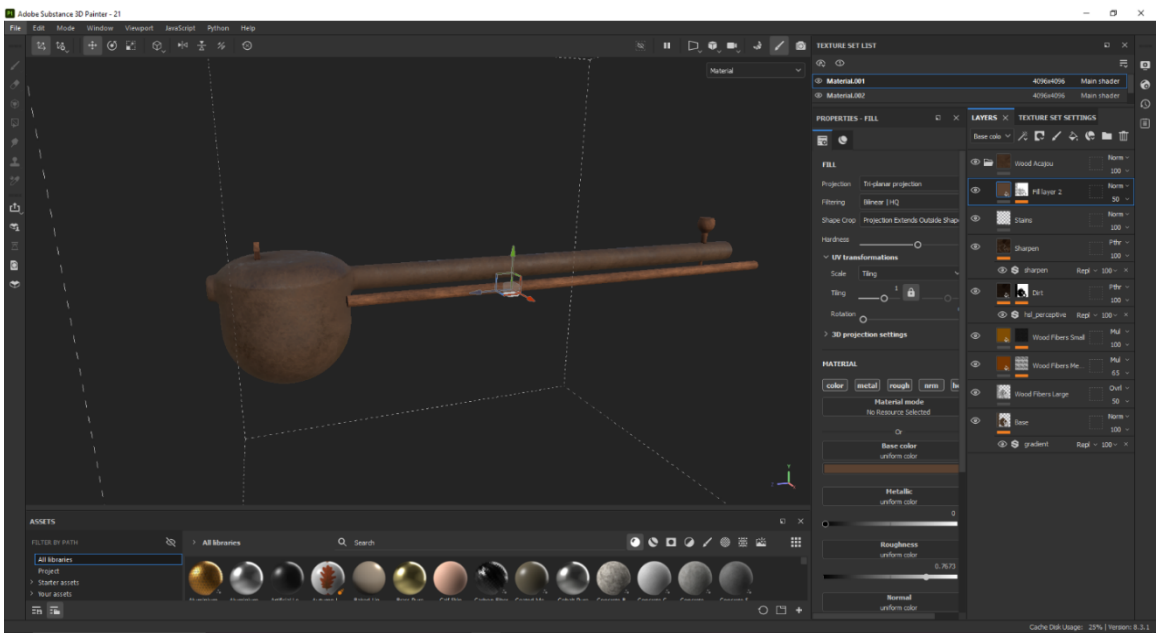 Adobe Substance 3D Painter - 21
File Edit Mode Window Viewport JavaScript Python Help
Material
TEXTURE SET LIST
Material.001 4096x4096 Main shader
Material.002 4096x4096 Main shader
PROPERTIES - FILL
FILL
Projection Tri-planar projection
Filtering Bilinear | HQ
Shape Crop Projection Extends Outside Shap
Hardness
UV transformations
Scale Tiling
Tiling 1
Rotation
3D projection settings
MATERIAL
color metal rough nrm
Material mode
No Resource Selected
Or
Base color
uniform color
Metallic
uniform color
0
Roughness
uniform color
0.7673
Normal
uniform color
LAYERS TEXTURE SET SETTINGS
Base colo
Wood Acajou Norm
100
Fill layer 2 Norm
50
Stains Norm
100
Sharpen Pthr
100
sharpen Repl 100
Dirt Pthr
100
hsl_perceptive Repl 100
Wood Fibers Small Mul
100
Wood Fibers Me... Mul
65
Wood Fibers Large Ovrl
50
Base Norm
100
gradient Repl 100
ASSETS
FILTER BY PATH
All libraries
Project
Starter assets
Your assets
All libraries
Search
Cache Disk Usage: 25% | Version: 8.3.1